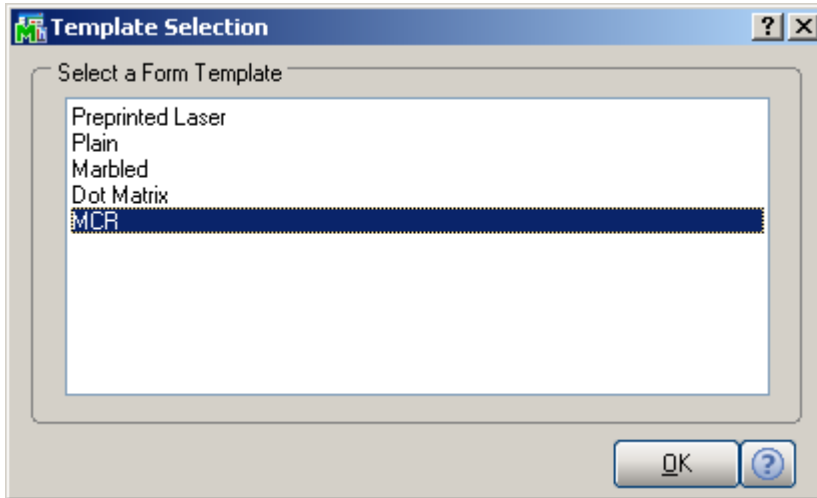 Template Selection
Select a Form Template
Preprinted Laser
Plain
Marbled
Dot Matrix
MCR
OK